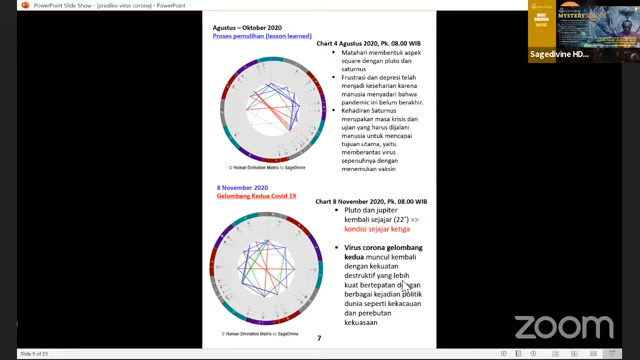 PowerPoint Slide Show - [prediksi virus corona] - PowerPoint
Agustus – Oktober 2020
Proses pemulihan (lesson learned)
Chart 4 Agustus 2020, Pk. 08.00 WIB
Matahari membentuk aspek
square dengan pluto dan
saturnus
Frustrasi dan depresi telah
menjadi keseharian karena
manusia menyadari bahwa
pandemic ini belum berakhir.
Kehadiran Saturnus
merupakan masa krisis dan
ujian yang harus dijalani
manusia untuk mencapai
tujuan utama, yaitu
memberantas virus
sepenuhnya dengan
menemukan vaksin
© Human Divination Matrix by SageDivine
8 November 2020
Gelombang Kedua Covid 19
Chart 8 November 2020, Pk. 08.00 WIB
Pluto dan jupiter
kembali sejajar (22°) =>
kondisi sejajar ketiga
Virus corona gelombang
kedua muncul kembali
dengan kekuatan
destruktif yang lebih
kuat bertepatan dengan
berbagai kejadian politik
dunia seperti kekacauan
dan perebutan
kekuasaan
© Human Divination Matrix by SageDivine
7
MYSTERY SCHOOL
Sagedivine HD...
zoom
Slide 9 of 23